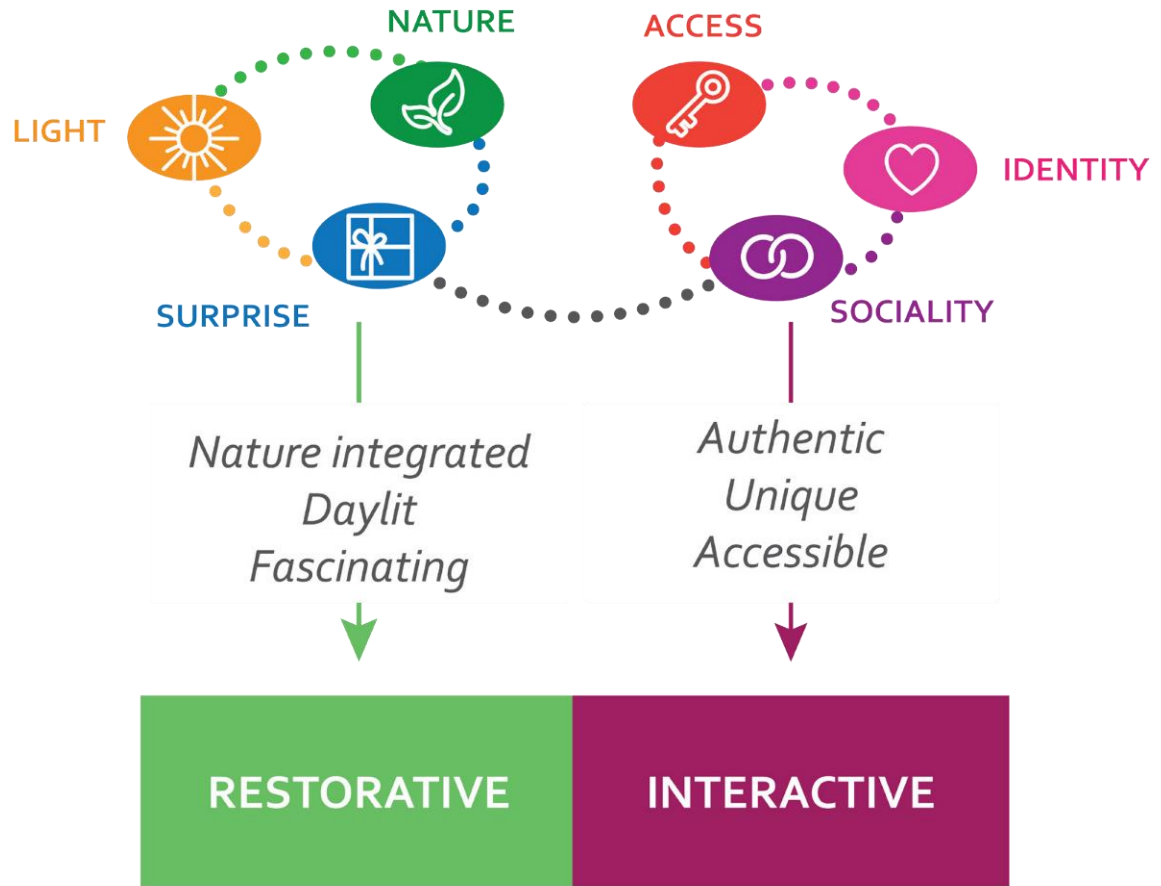 NATURE
ACCESS
LIGHT
IDENTITY
SURPRISE
SOCIALITY
Nature integrated
Daylit
Fascinating
Authentic
Unique
Accessible
RESTORATIVE
INTERACTIVE